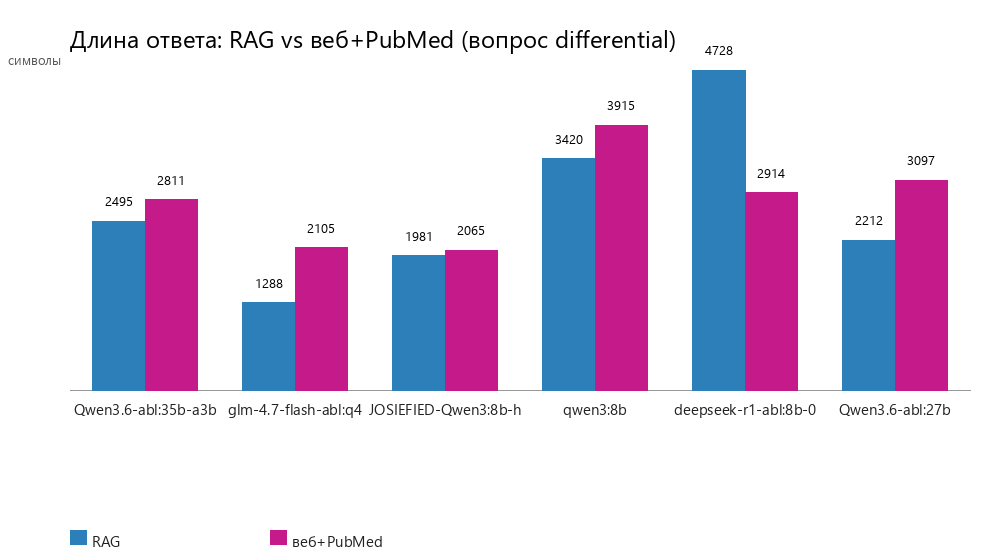 Длина ответа: RAG vs веб+PubMed (вопрос differential)
символы
2495 2811 1288 2105 1981 2065 3420 3915 4728 2914 2212 3097
Qwen3.6-abl:35b-a3b glm-4.7-flash-abl:q4 JOSIEFIED-Qwen3:8b-h qwen3:8b deepseek-r1-abl:8b-0 Qwen3.6-abl:27b
RAG веб+PubMed